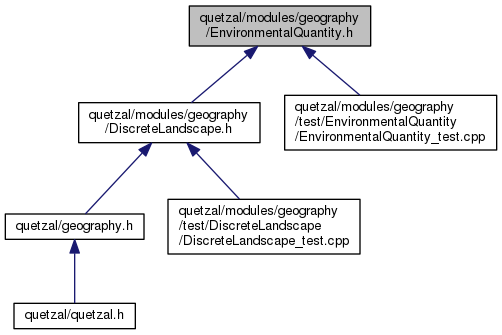 quetzal/modules/geography
/EnvironmentalQuantity.h
quetzal/modules/geography
/DiscreteLandscape.h
quetzal/modules/geography
/test/EnvironmentalQuantity
/EnvironmentalQuantity_test.cpp
quetzal/geography.h
quetzal/modules/geography
/test/DiscreteLandscape
/DiscreteLandscape_test.cpp
quetzal/quetzal.h